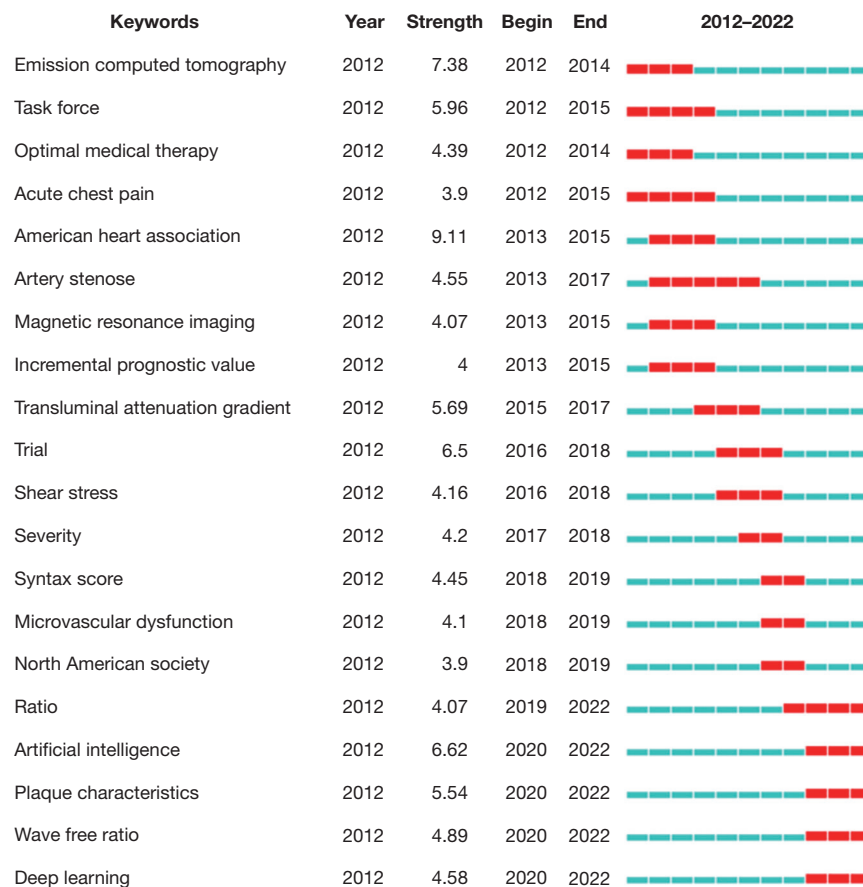 Keywords Year Strength Begin End 2012–2022
Emission computed tomography 2012 7.38 2012 2014
Task force 2012 5.96 2012 2015
Optimal medical therapy 2012 4.39 2012 2014
Acute chest pain 2012 3.9 2012 2015
American heart association 2012 9.11 2013 2015
Artery stenose 2012 4.55 2013 2017
Magnetic resonance imaging 2012 4.07 2013 2015
Incremental prognostic value 2012 4 2013 2015
Transluminal attenuation gradient 2012 5.69 2015 2017
Trial 2012 6.5 2016 2018
Shear stress 2012 4.16 2016 2018
Severity 2012 4.2 2017 2018
Syntax score 2012 4.45 2018 2019
Microvascular dysfunction 2012 4.1 2018 2019
North American society 2012 3.9 2018 2019
Ratio 2012 4.07 2019 2022
Artificial intelligence 2012 6.62 2020 2022
Plaque characteristics 2012 5.54 2020 2022
Wave free ratio 2012 4.89 2020 2022
Deep learning 2012 4.58 2020 2022